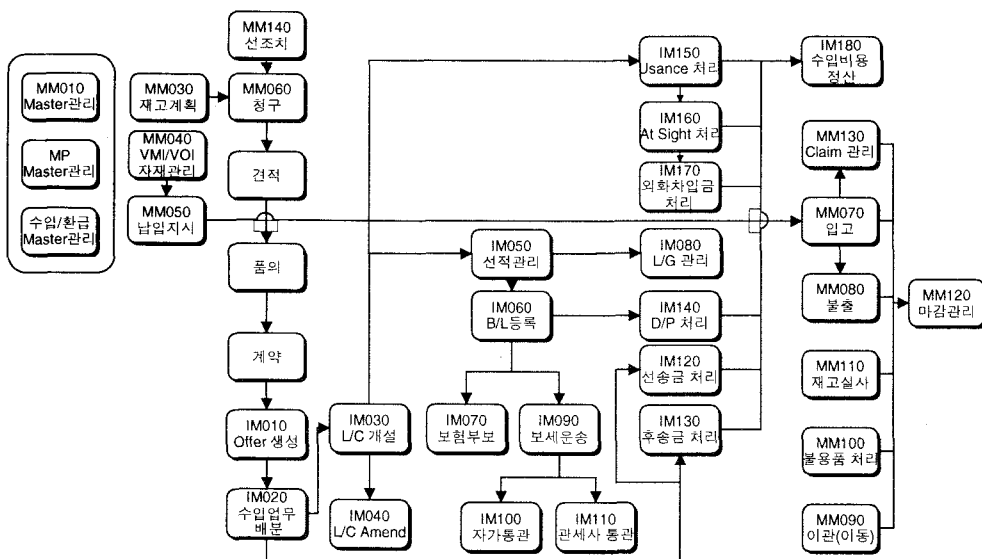 MM140
선조치
MM010
Master관리
MP
Master관리
수입/환급
Master관리
MM030
재고계획
MM060
청구
MM040
VMI/VOI
자재관리
MM050
납입지시
견적
품의
계약
IM010
Offer 생성
IM020
수입업무
배분
IM030
L/C 개설
IM040
L/C Amend
IM050
선적관리
IM060
B/L등록
IM070
보험부보
IM090
보세운송
IM100
자가통관
IM110
관세사 통관
IM150
Usance 처리
IM160
At Sight 처리
IM170
외화차입금
처리
IM080
L/G 관리
IM140
D/P 처리
IM120
선송금 처리
IM130
후송금 처리
IM180
수입비용
정산
MM130
Claim 관리
MM070
입고
MM080
불출
MM110
재고실사
MM100
불용품 처리
MM090
이관(이동)
MM120
마감관리